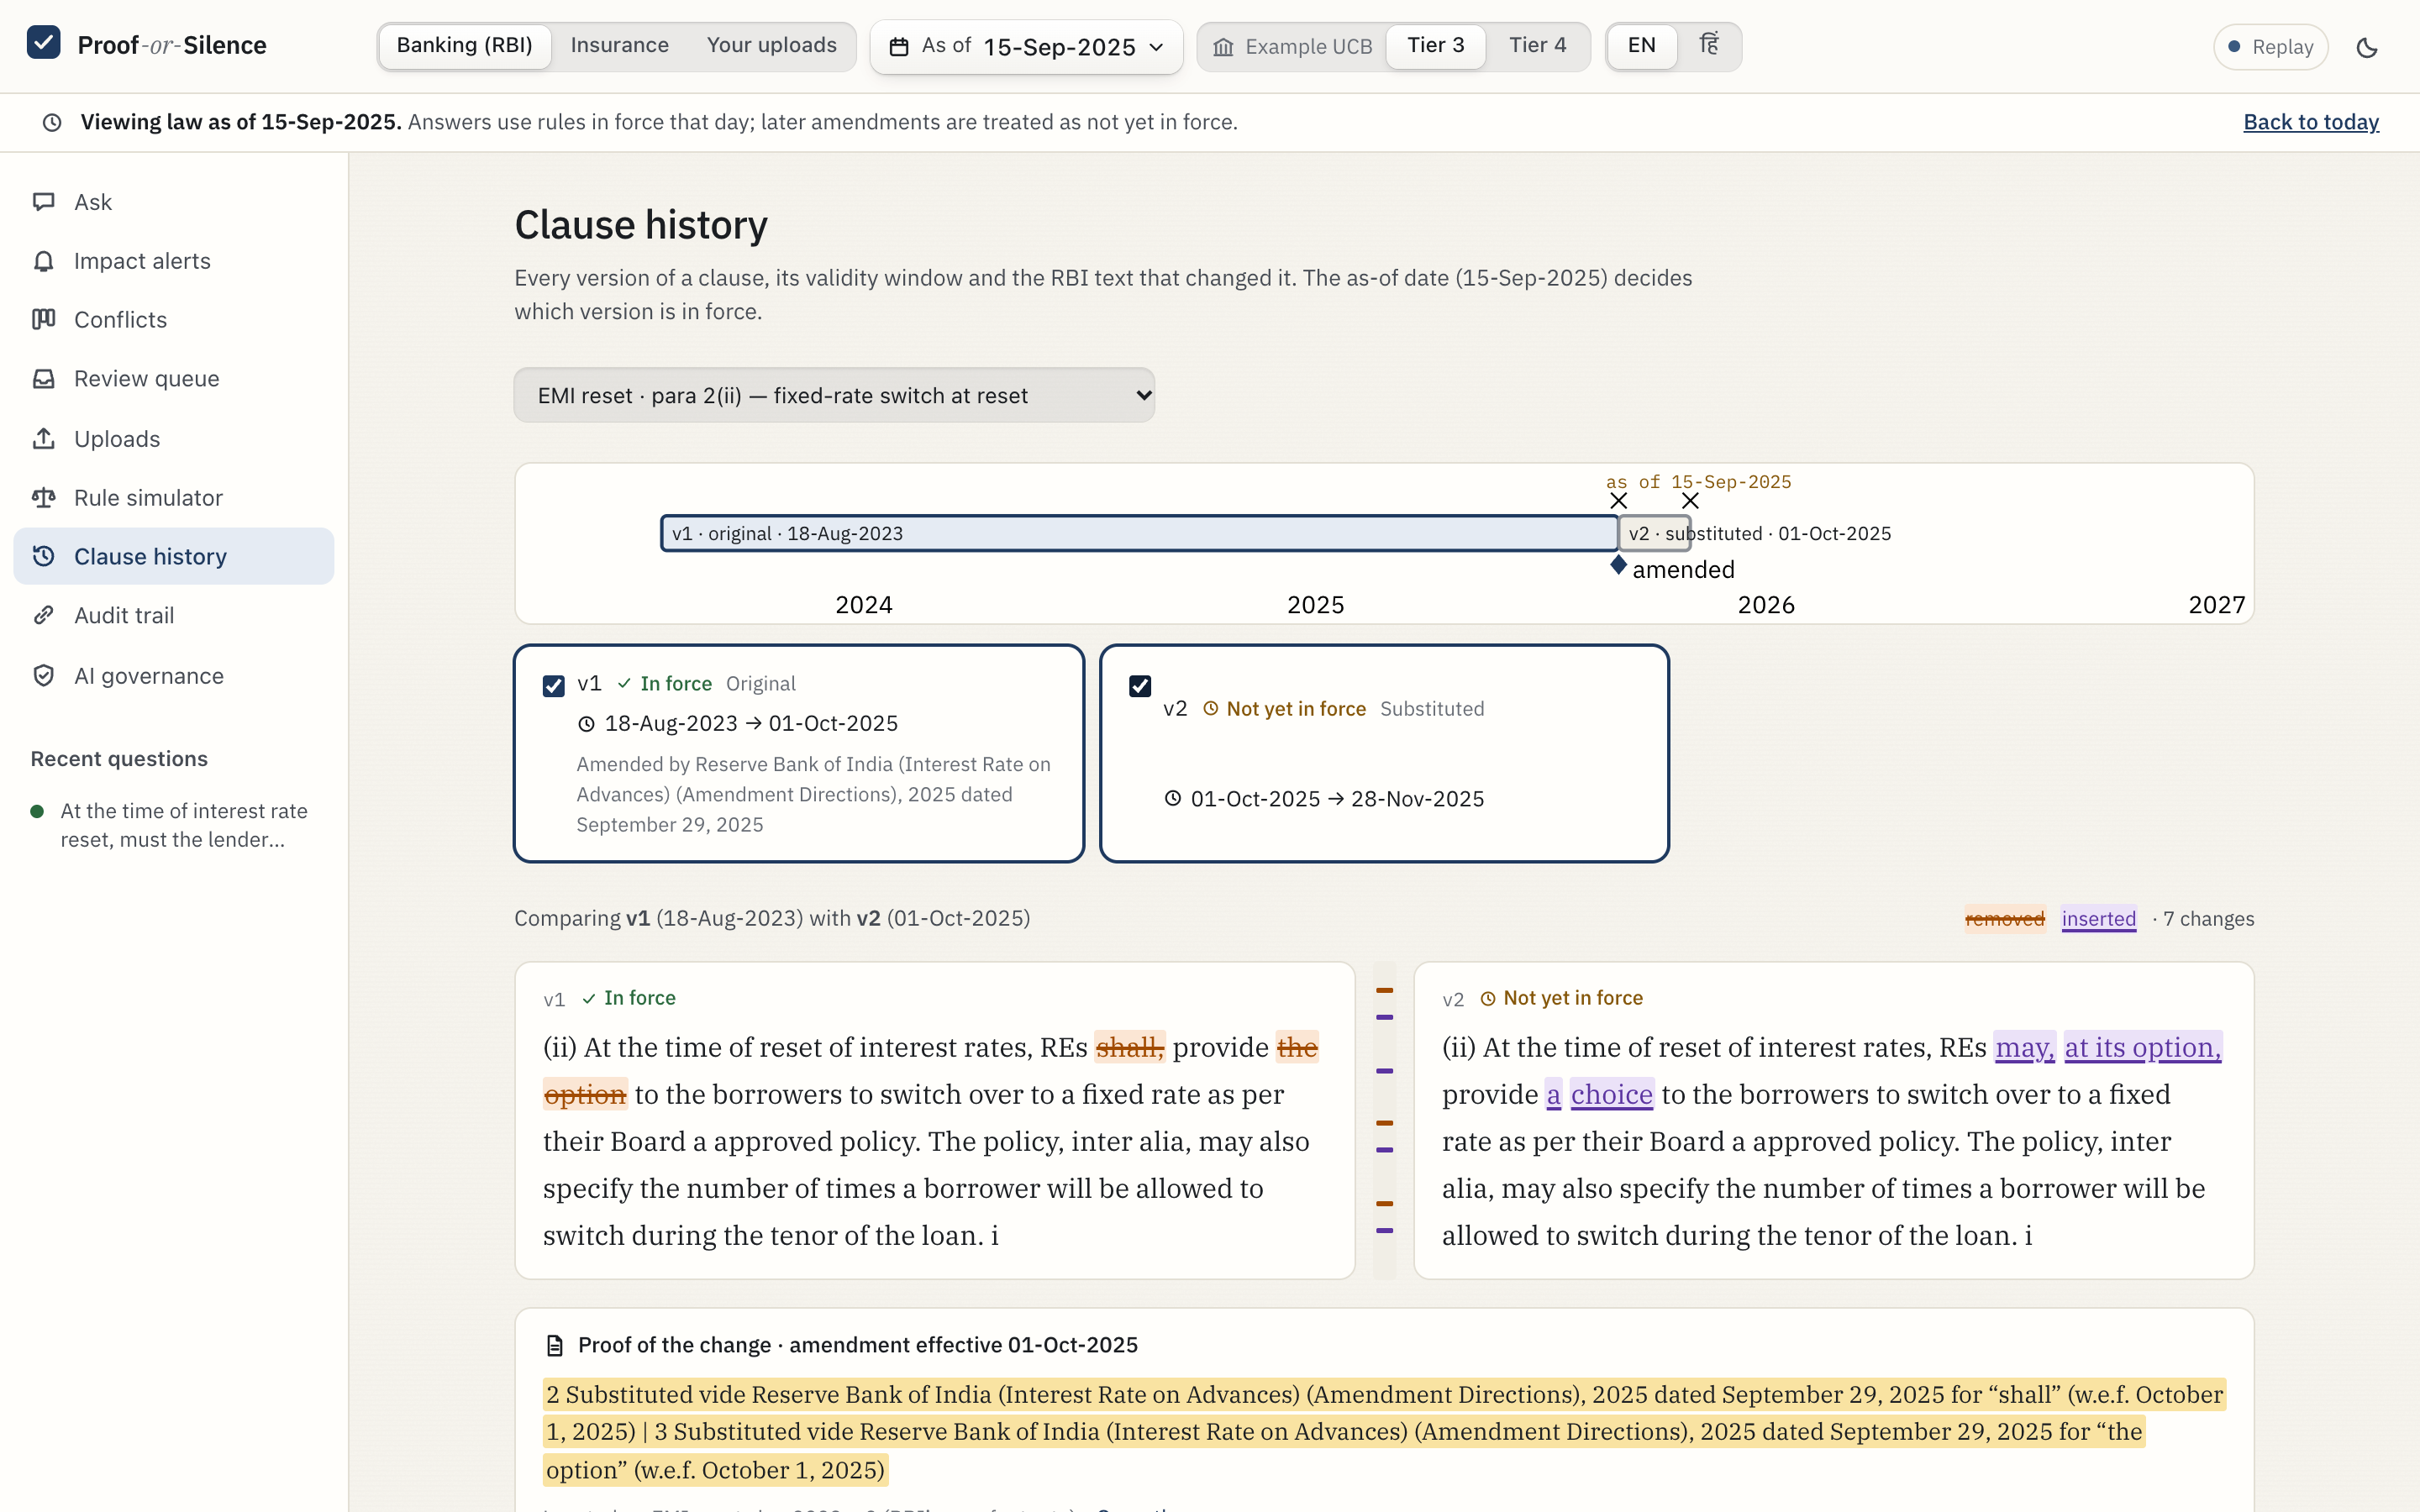 Proof-or-Silence
Banking (RBI) Insurance Your uploads
As of 15-Sep-2025
Example UCB Tier 3 Tier 4
EN हिं
Replay
Viewing law as of 15-Sep-2025. Answers use rules in force that day; later amendments are treated as not yet in force.
Back to today
Ask
Impact alerts
Conflicts
Review queue
Uploads
Rule simulator
Clause history
Audit trail
AI governance
Recent questions
At the time of interest rate
reset, must the lender...
Clause history
Every version of a clause, its validity window and the RBI text that changed it. The as-of date (15-Sep-2025) decides
which version is in force.
EMI reset · para 2(ii) — fixed-rate switch at reset
as of 15-Sep-2025
v1 · original · 18-Aug-2023
v2 · substituted · 01-Oct-2025
amended
2024 2025 2026 2027
v1 In force Original
18-Aug-2023 → 01-Oct-2025
Amended by Reserve Bank of India (Interest Rate on
Advances) (Amendment Directions), 2025 dated
September 29, 2025
v2 Not yet in force Substituted
01-Oct-2025 → 28-Nov-2025
Comparing v1 (18-Aug-2023) with v2 (01-Oct-2025)
removed inserted · 7 changes
v1 In force
(ii) At the time of reset of interest rates, REs shall, provide the
option to the borrowers to switch over to a fixed rate as per
their Board a approved policy. The policy, inter alia, may also
specify the number of times a borrower will be allowed to
switch during the tenor of the loan. i
v2 Not yet in force
(ii) At the time of reset of interest rates, REs may, at its option,
provide a choice to the borrowers to switch over to a fixed
rate as per their Board a approved policy. The policy, inter
alia, may also specify the number of times a borrower will be
allowed to switch during the tenor of the loan. i
Proof of the change · amendment effective 01-Oct-2025
2 Substituted vide Reserve Bank of India (Interest Rate on Advances) (Amendment Directions), 2025 dated September 29, 2025 for “shall” (w.e.f. October
1, 2025) | 3 Substituted vide Reserve Bank of India (Interest Rate on Advances) (Amendment Directions), 2025 dated September 29, 2025 for “the
option” (w.e.f. October 1, 2025)